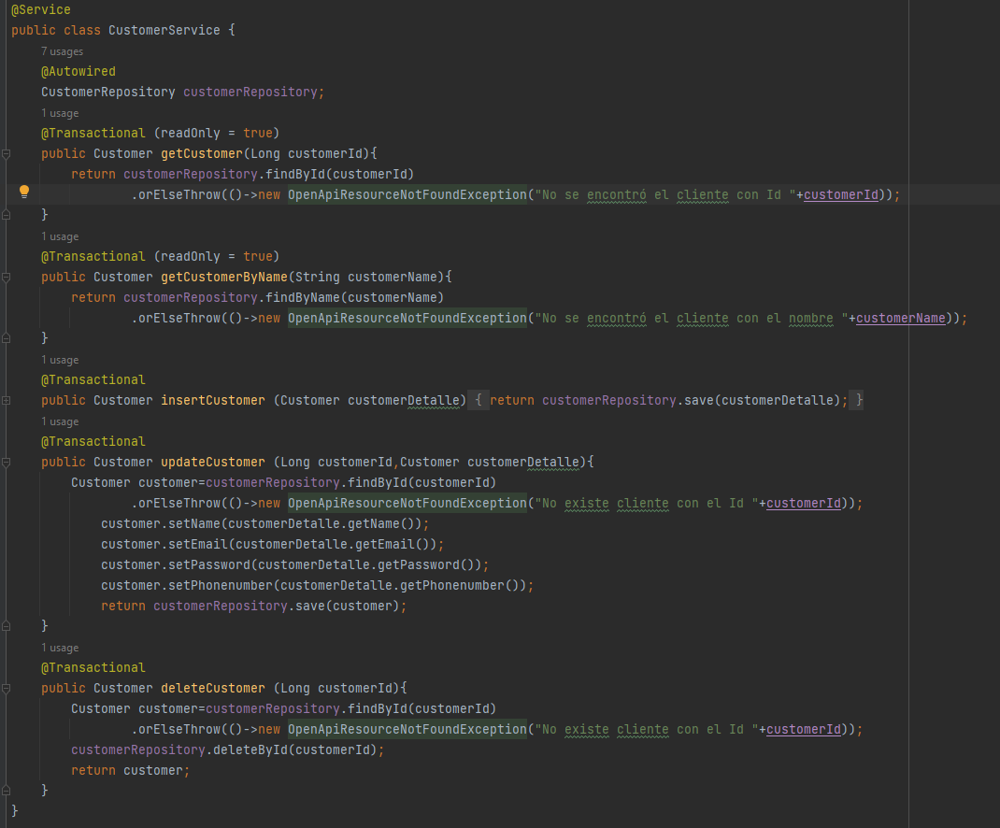 @Service
public class CustomerService {
7 usages
@Autowired
CustomerRepository customerRepository;
1 usage
@Transactional (readOnly = true)
public Customer getCustomer(Long customerId){
return customerRepository.findById(customerId)
.orElseThrow(()->new OpenApiResourceNotFoundException("No se encontró el cliente con Id "+customerId));
}
1 usage
@Transactional (readOnly = true)
public Customer getCustomerByName(String customerName){
return customerRepository.findByName(customerName)
.orElseThrow(()->new OpenApiResourceNotFoundException("No se encontró el cliente con el nombre "+customerName));
}
1 usage
@Transactional
public Customer insertCustomer (Customer customerDetalle) { return customerRepository.save(customerDetalle); }
1 usage
@Transactional
public Customer updateCustomer (Long customerId,Customer customerDetalle){
Customer customer=customerRepository.findById(customerId)
.orElseThrow(()->new OpenApiResourceNotFoundException("No existe cliente con el Id "+customerId));
customer.setName(customerDetalle.getName());
customer.setEmail(customerDetalle.getEmail());
customer.setPassword(customerDetalle.getPassword());
customer.setPhonenumber(customerDetalle.getPhonenumber());
return customerRepository.save(customer);
}
1 usage
@Transactional
public Customer deleteCustomer (Long customerId){
Customer customer=customerRepository.findById(customerId)
.orElseThrow(()->new OpenApiResourceNotFoundException("No existe cliente con el Id "+customerId));
customerRepository.deleteById(customerId);
return customer;
}
}